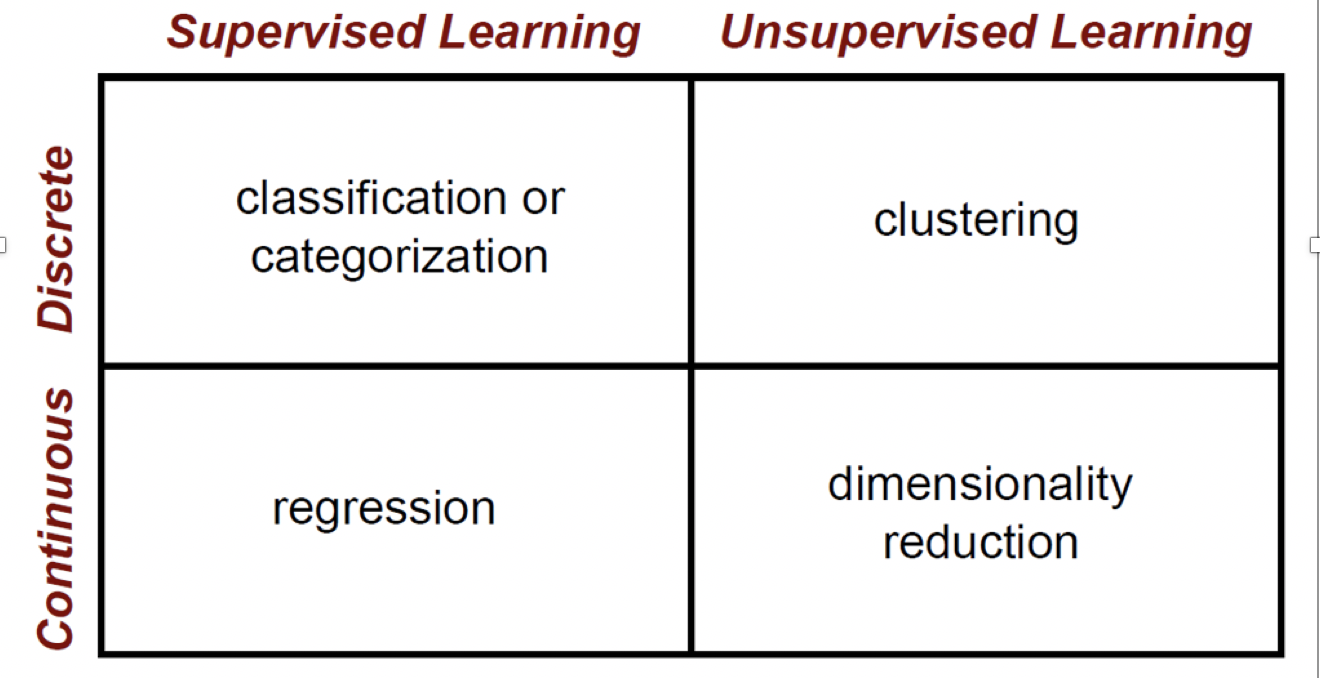 Supervised Learning
Unsupervised Learning
Discrete
classification or
categorization
clustering
Continuous
regression
dimensionality
reduction